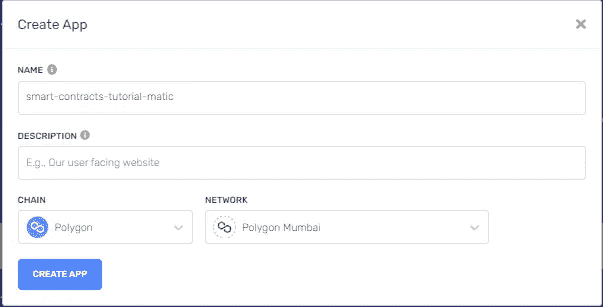 Create App
NAME
smart-contracts-tutorial-matic
DESCRIPTION
E.g., Our user facing website
CHAIN NETWORK
Polygon Polygon Mumbai
CREATE APP